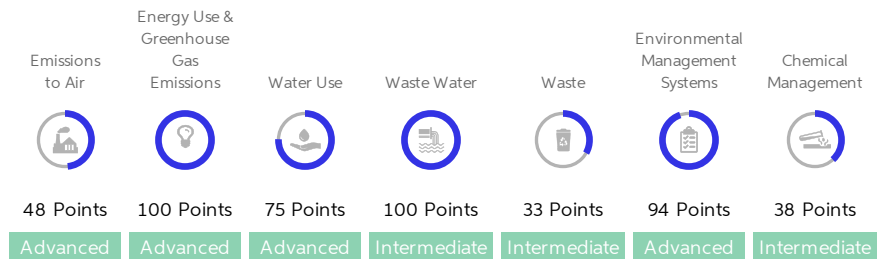 Emissions
to Air
Energy Use &
Greenhouse
Gas
Emissions
Water Use
Waste Water
Waste
Environmental
Management
Systems
Chemical
Management
48 Points
100 Points
75 Points
100 Points
33 Points
94 Points
38 Points
Advanced
Advanced
Advanced
Intermediate
Intermediate
Advanced
Intermediate